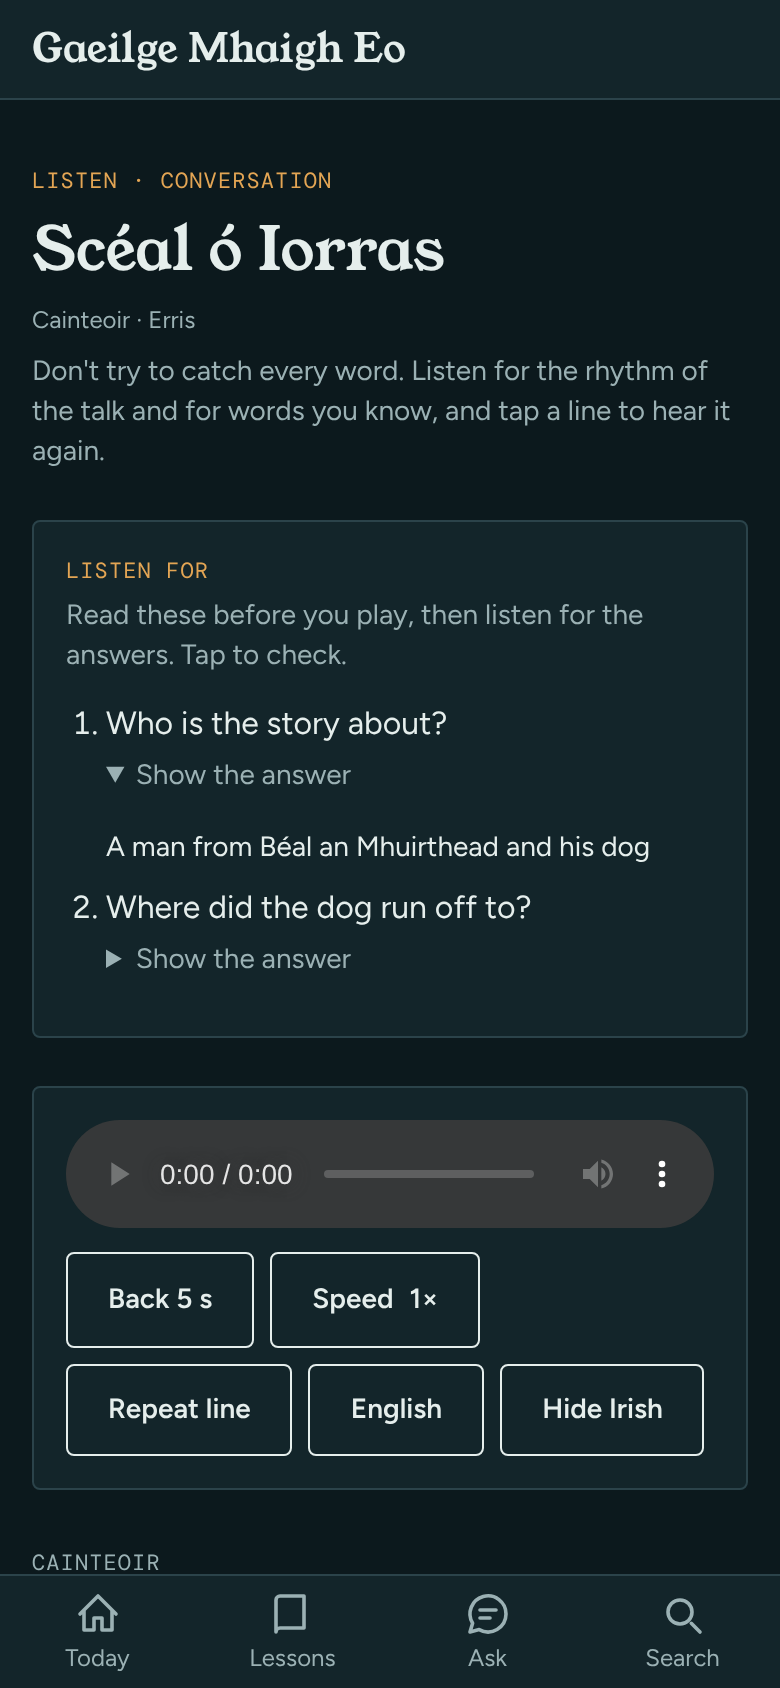 Gaeilge Mhaigh Eo
LISTEN · CONVERSATION
Scéal ó Iorras
Cainteoir · Erris
Don't try to catch every word. Listen for the rhythm of
the talk and for words you know, and tap a line to hear it
again.
LISTEN FOR
Read these before you play, then listen for the
answers. Tap to check.
1. Who is the story about?
▼ Show the answer
A man from Béal an Mhuirthead and his dog
2. Where did the dog run off to?
▶ Show the answer
0:00 / 0:00
Back 5 s
Speed 1×
Repeat line
English
Hide Irish
CAINTEOIR
Today
Lessons
Ask
Search